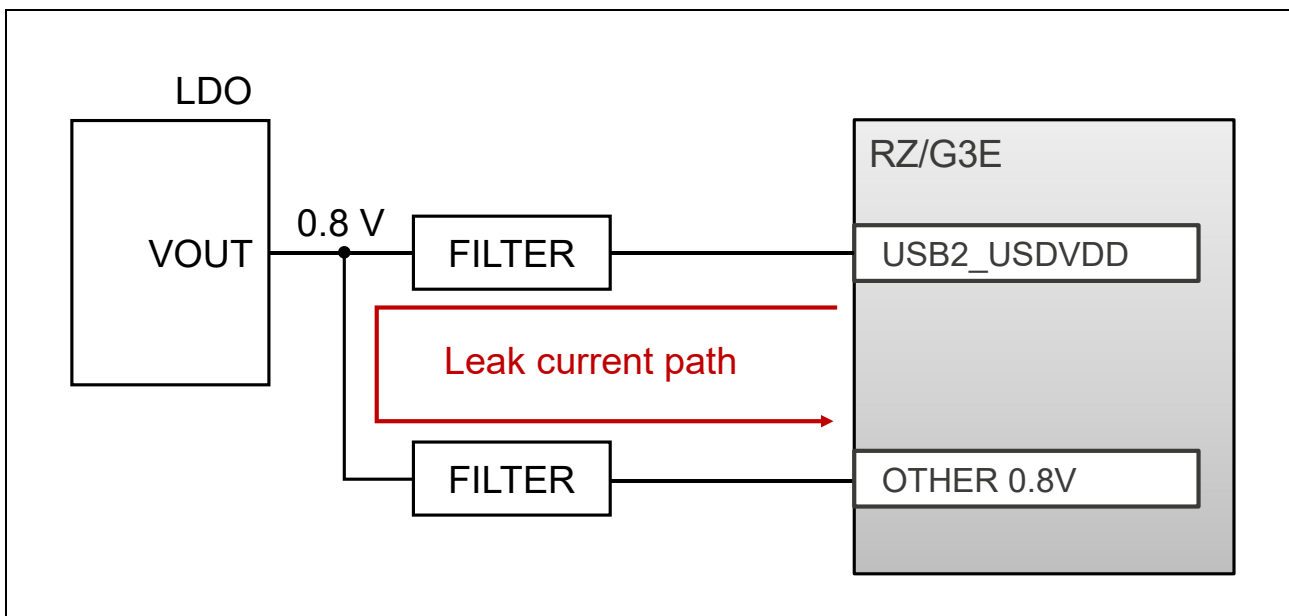 LDO
RZ/G3E
0.8 V
VOUT
FILTER
USB2_USDVDD
Leak current path
FILTER
OTHER 0.8V